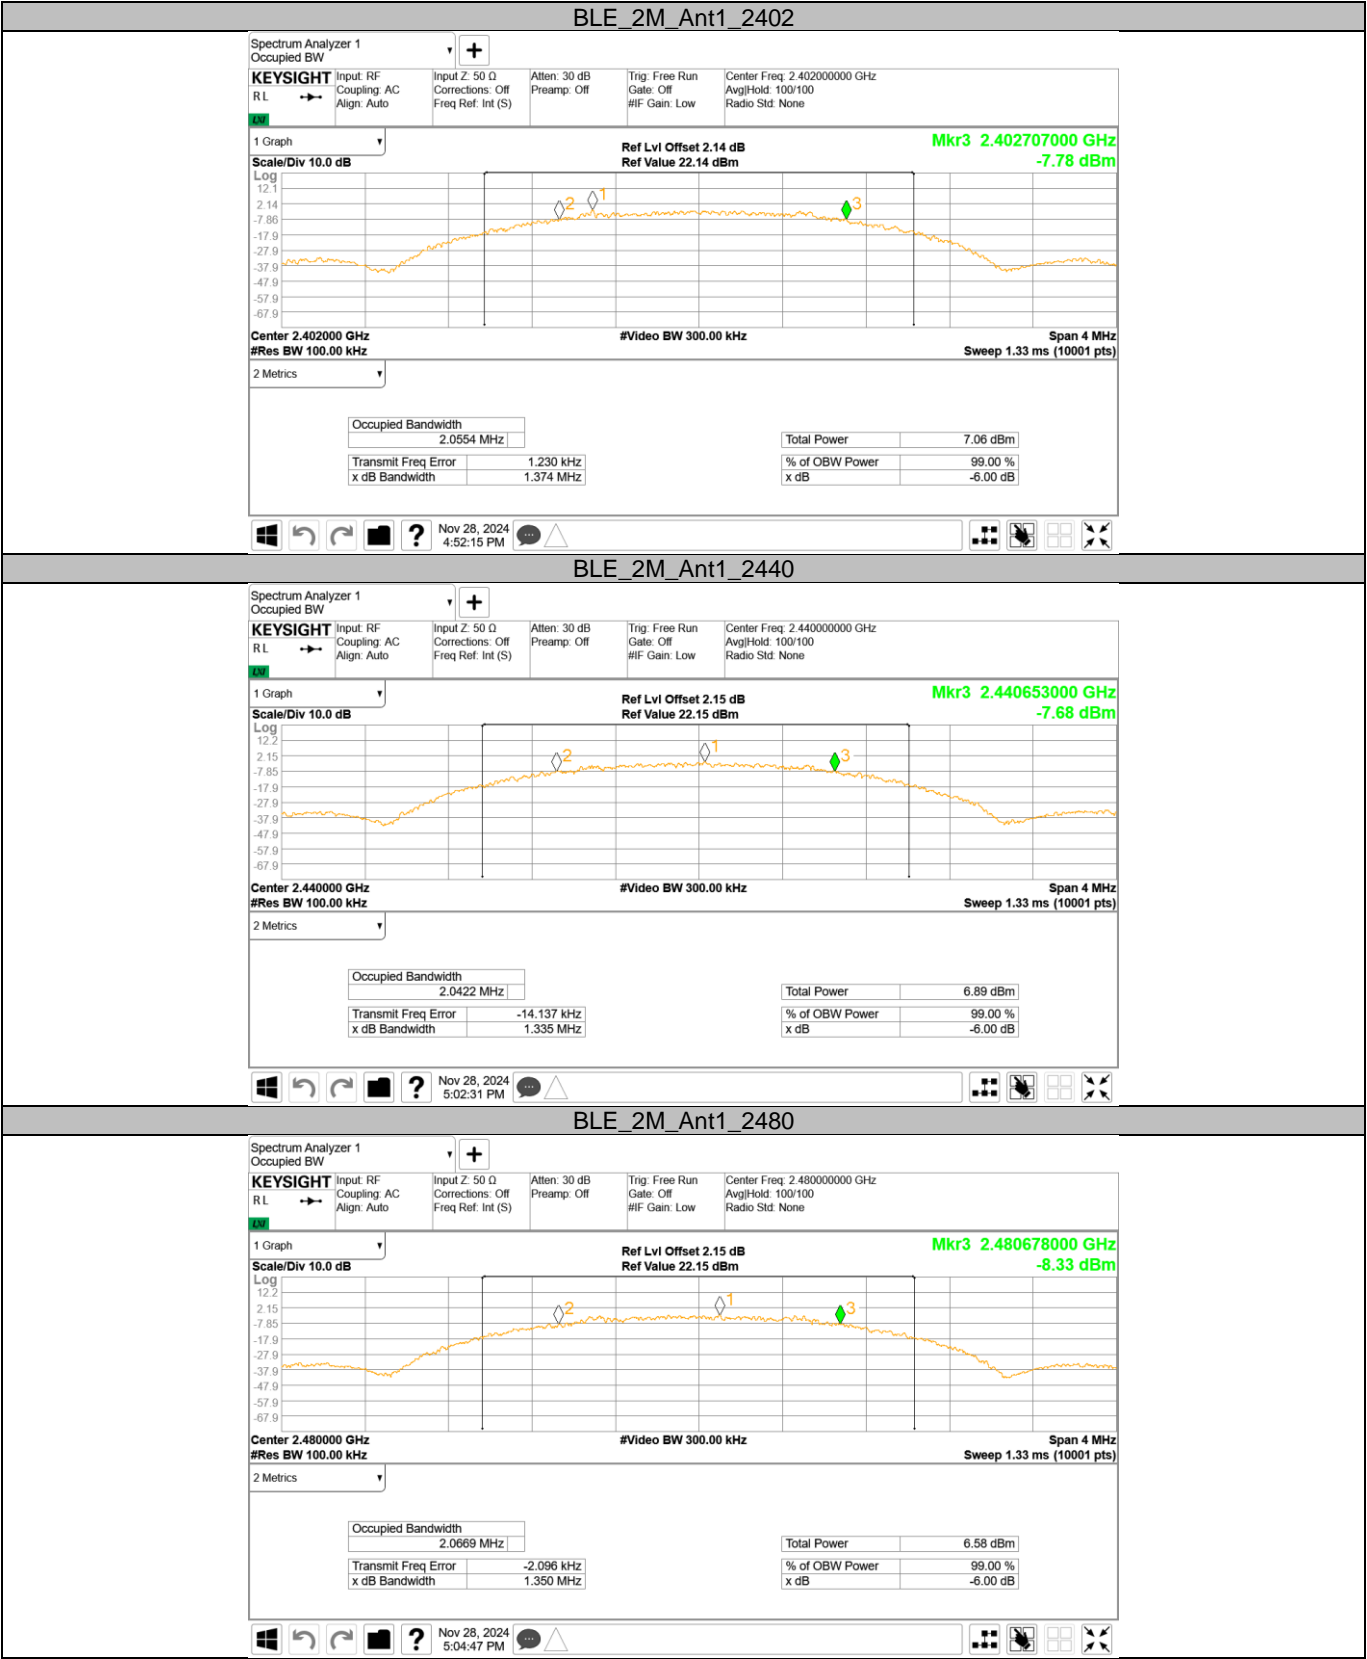 BLE_2M_Ant1_2402
Spectrum Analyzer 1
Occupied BW
KEYSIGHT Input: RF Input Z: 50 Ω Atten: 30 dB Trig: Free Run Center Freq: 2.402000000 GHz
RL Coupling: AC Corrections: Off Preamp: Off Gate: Off Avg|Hold: 100/100
Align: Auto Freq Ref: Int (S) #IF Gain: Low Radio Std: None
LXI
1 Graph Ref Lvl Offset 2.14 dB Mkr3 2.402707000 GHz
Scale/Div 10.0 dB Ref Value 22.14 dBm -7.78 dBm
Log
12.1
2.14
-7.86
-17.9
-27.9
-37.9
-47.9
-57.9
-67.9
2 1 3
Center 2.402000 GHz #Video BW 300.00 kHz Span 4 MHz
#Res BW 100.00 kHz Sweep 1.33 ms (10001 pts)
2 Metrics
Occupied Bandwidth
2.0554 MHz Total Power 7.06 dBm
Transmit Freq Error 1.230 kHz % of OBW Power 99.00 %
x dB Bandwidth 1.374 MHz x dB -6.00 dB
Nov 28, 2024
4:52:15 PM
BLE_2M_Ant1_2440
Spectrum Analyzer 1
Occupied BW
KEYSIGHT Input: RF Input Z: 50 Ω Atten: 30 dB Trig: Free Run Center Freq: 2.440000000 GHz
RL Coupling: AC Corrections: Off Preamp: Off Gate: Off Avg|Hold: 100/100
Align: Auto Freq Ref: Int (S) #IF Gain: Low Radio Std: None
LXI
1 Graph Ref Lvl Offset 2.15 dB Mkr3 2.440653000 GHz
Scale/Div 10.0 dB Ref Value 22.15 dBm -7.68 dBm
Log
12.2
2.15
-7.85
-17.9
-27.9
-37.9
-47.9
-57.9
-67.9
2 1 3
Center 2.440000 GHz #Video BW 300.00 kHz Span 4 MHz
#Res BW 100.00 kHz Sweep 1.33 ms (10001 pts)
2 Metrics
Occupied Bandwidth
2.0422 MHz Total Power 6.89 dBm
Transmit Freq Error -14.137 kHz % of OBW Power 99.00 %
x dB Bandwidth 1.335 MHz x dB -6.00 dB
Nov 28, 2024
5:02:31 PM
BLE_2M_Ant1_2480
Spectrum Analyzer 1
Occupied BW
KEYSIGHT Input: RF Input Z: 50 Ω Atten: 30 dB Trig: Free Run Center Freq: 2.480000000 GHz
RL Coupling: AC Corrections: Off Preamp: Off Gate: Off Avg|Hold: 100/100
Align: Auto Freq Ref: Int (S) #IF Gain: Low Radio Std: None
LXI
1 Graph Ref Lvl Offset 2.15 dB Mkr3 2.480678000 GHz
Scale/Div 10.0 dB Ref Value 22.15 dBm -8.33 dBm
Log
12.2
2.15
-7.85
-17.9
-27.9
-37.9
-47.9
-57.9
-67.9
2 1 3
Center 2.480000 GHz #Video BW 300.00 kHz Span 4 MHz
#Res BW 100.00 kHz Sweep 1.33 ms (10001 pts)
2 Metrics
Occupied Bandwidth
2.0669 MHz Total Power 6.58 dBm
Transmit Freq Error -2.096 kHz % of OBW Power 99.00 %
x dB Bandwidth 1.350 MHz x dB -6.00 dB
Nov 28, 2024
5:04:47 PM